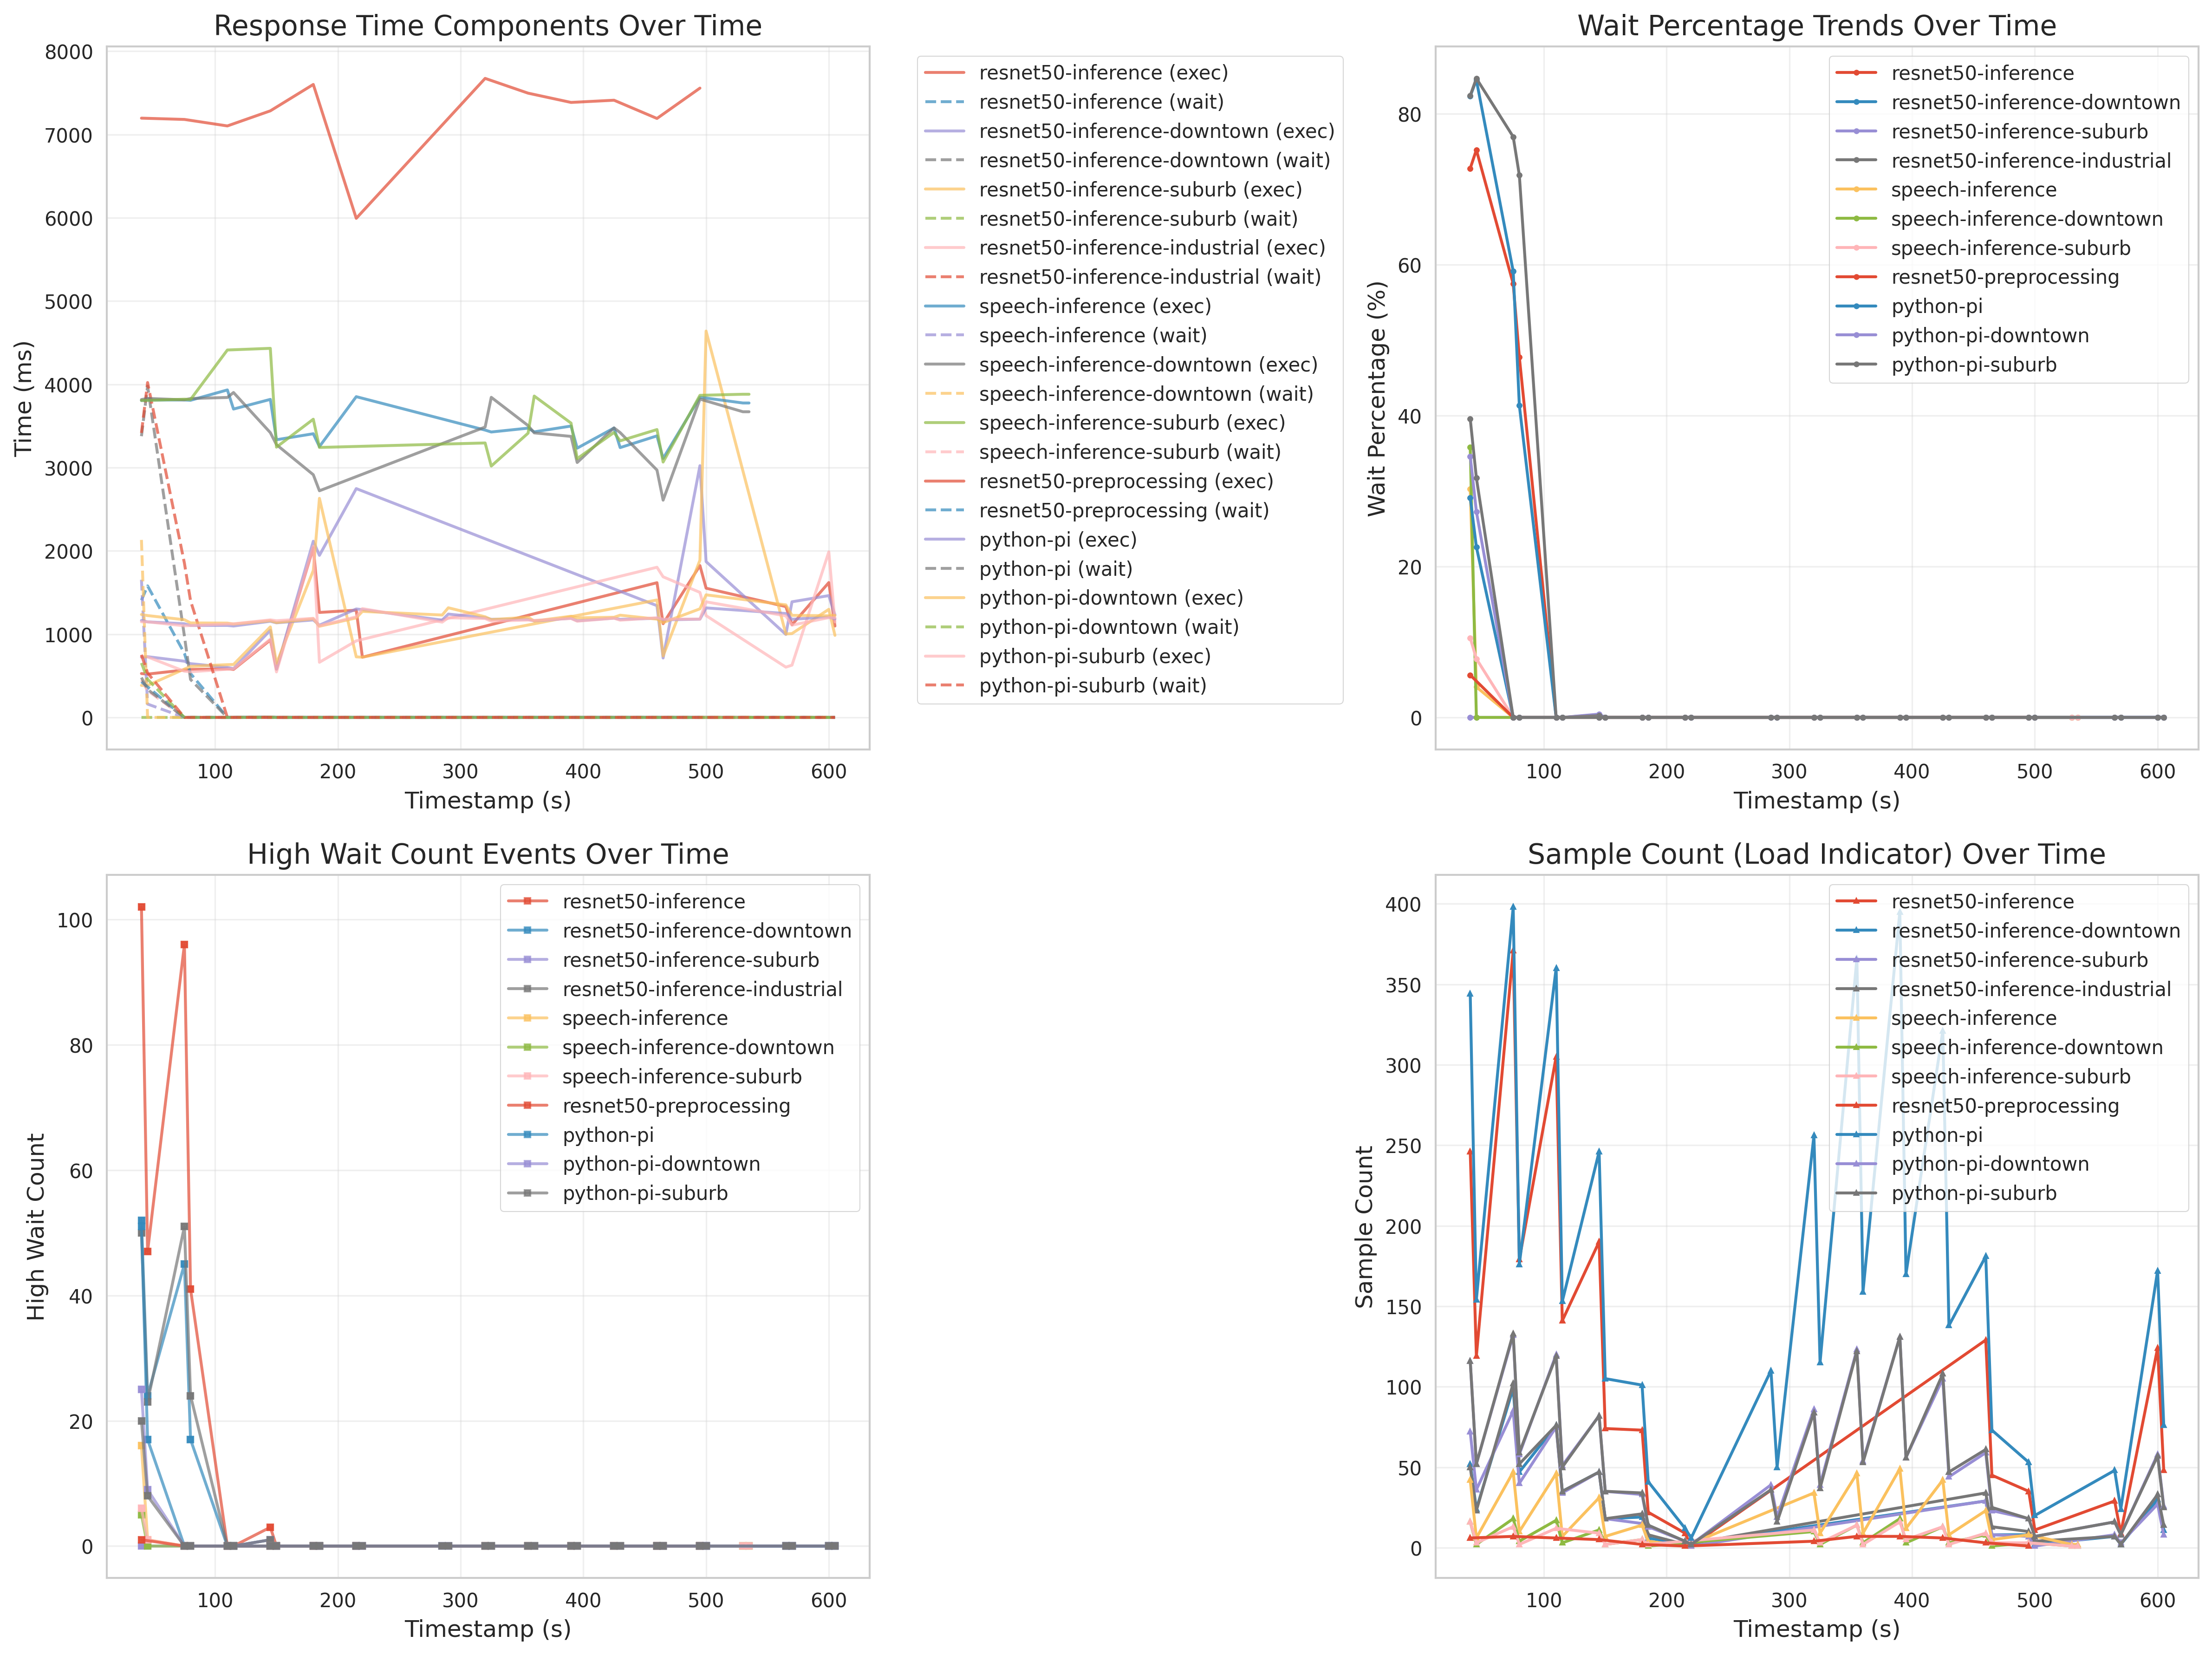 Response Time Components Over Time
Time (ms)
8000
7000
6000
5000
4000
3000
2000
1000
0
100
200
300
400
500
600
Timestamp (s)
resnet50-inference (exec)
resnet50-inference (wait)
resnet50-inference-downtown (exec)
resnet50-inference-downtown (wait)
resnet50-inference-suburb (exec)
resnet50-inference-suburb (wait)
resnet50-inference-industrial (exec)
resnet50-inference-industrial (wait)
speech-inference (exec)
speech-inference (wait)
speech-inference-downtown (exec)
speech-inference-downtown (wait)
speech-inference-suburb (exec)
speech-inference-suburb (wait)
resnet50-preprocessing (exec)
resnet50-preprocessing (wait)
python-pi (exec)
python-pi (wait)
python-pi-downtown (exec)
python-pi-downtown (wait)
python-pi-suburb (exec)
python-pi-suburb (wait)
Wait Percentage Trends Over Time
Wait Percentage (%)
80
60
40
20
0
100
200
300
400
500
600
Timestamp (s)
resnet50-inference
resnet50-inference-downtown
resnet50-inference-suburb
resnet50-inference-industrial
speech-inference
speech-inference-downtown
speech-inference-suburb
resnet50-preprocessing
python-pi
python-pi-downtown
python-pi-suburb
High Wait Count Events Over Time
High Wait Count
100
80
60
40
20
0
100
200
300
400
500
600
Timestamp (s)
resnet50-inference
resnet50-inference-downtown
resnet50-inference-suburb
resnet50-inference-industrial
speech-inference
speech-inference-downtown
speech-inference-suburb
resnet50-preprocessing
python-pi
python-pi-downtown
python-pi-suburb
Sample Count (Load Indicator) Over Time
Sample Count
400
350
300
250
200
150
100
50
0
100
200
300
400
500
600
Timestamp (s)
resnet50-inference
resnet50-inference-downtown
resnet50-inference-suburb
resnet50-inference-industrial
speech-inference
speech-inference-downtown
speech-inference-suburb
resnet50-preprocessing
python-pi
python-pi-downtown
python-pi-suburb